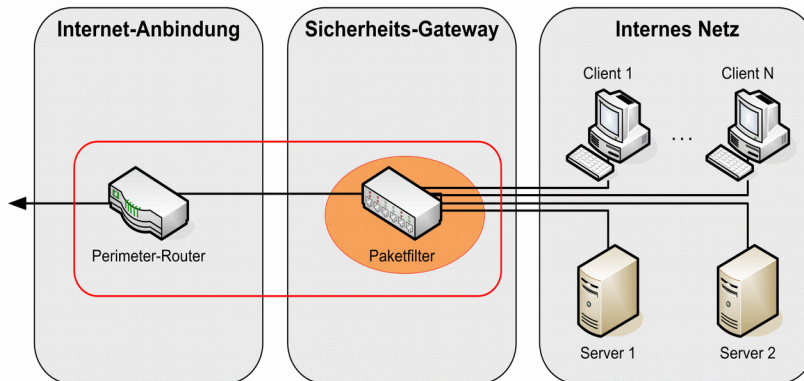 Internet-Anbindung
Sicherheits-Gateway
Internes Netz
Client 1
Client N
...
Perimeter-Router
Paketfilter
Server 1
Server 2